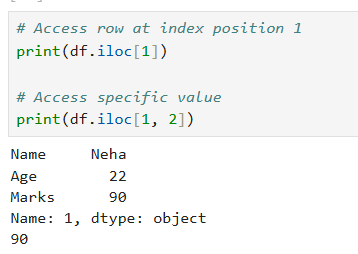 # Access row at index position 1
print(df.iloc[1])
# Access specific value
print(df.iloc[1, 2])
Name     Neha
Age        22
Marks      90
Name: 1, dtype: object
90